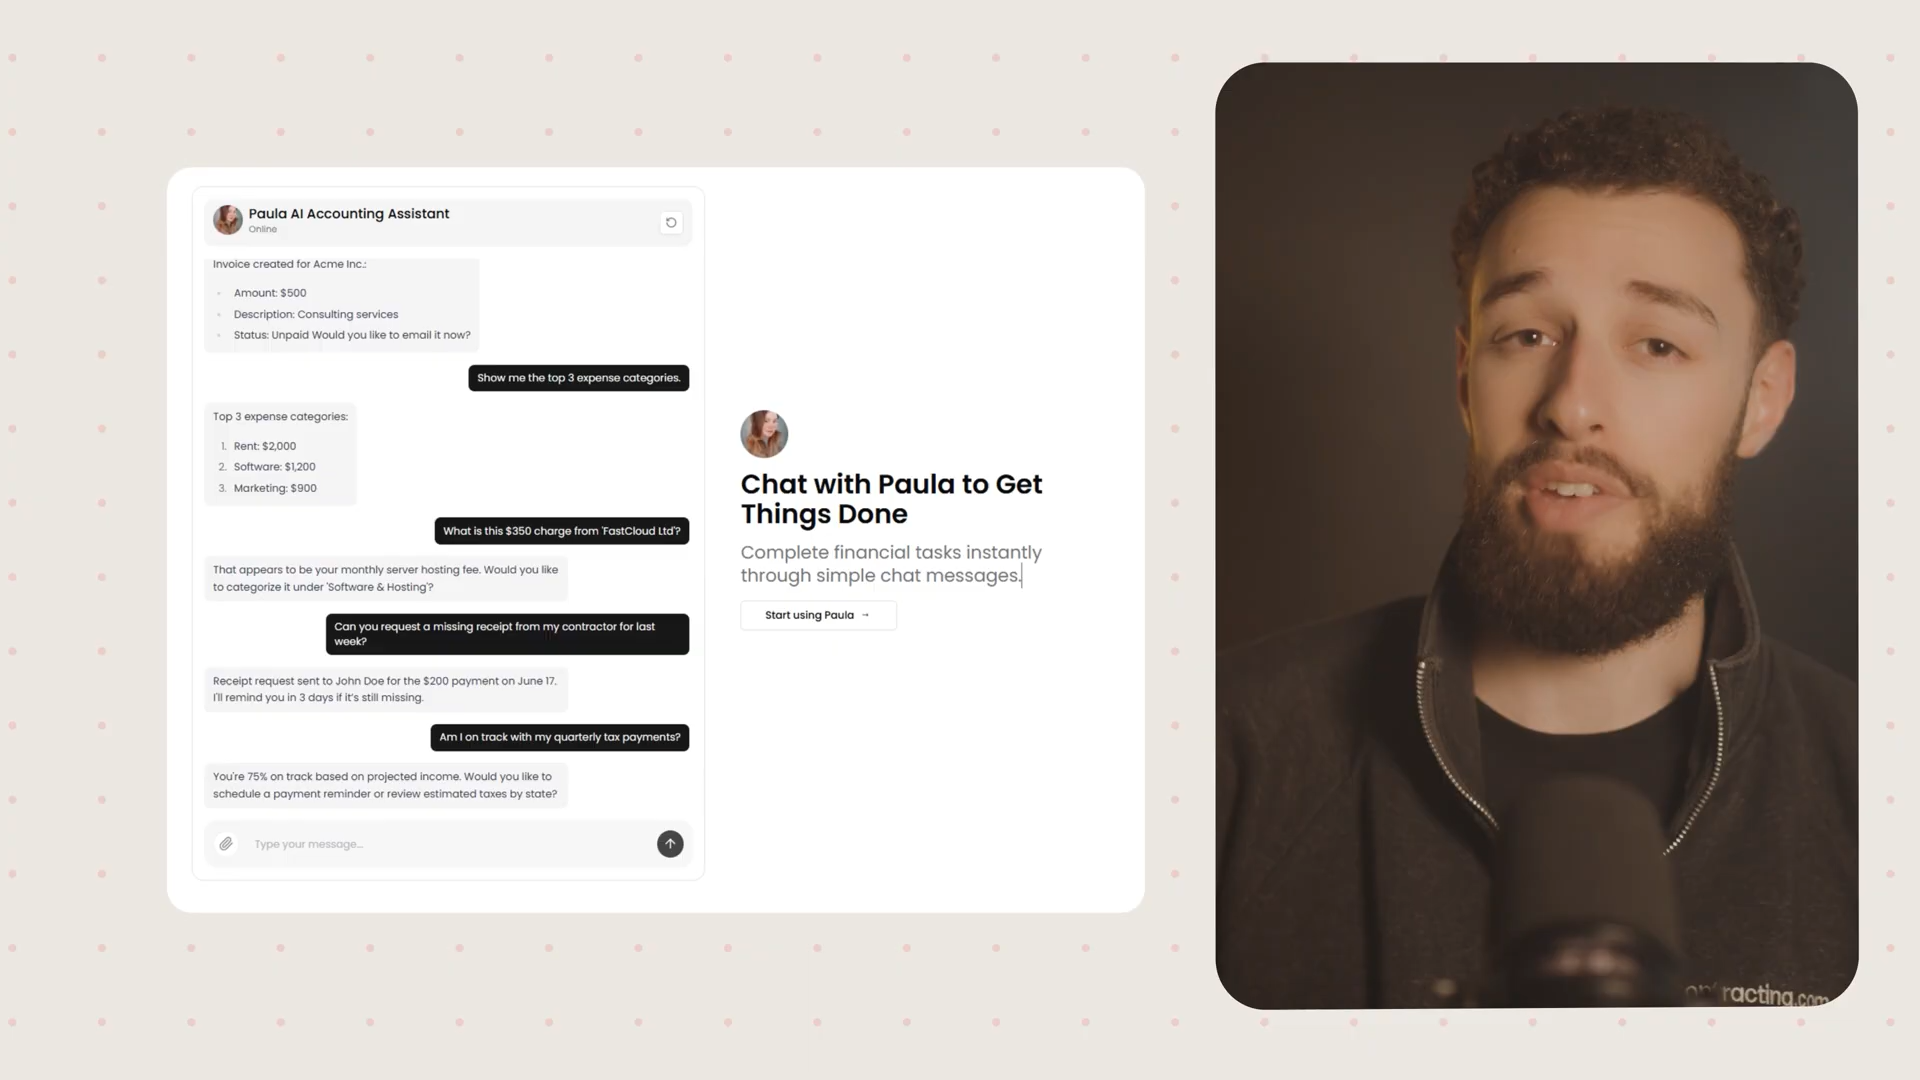 Paula AI Accounting Assistant
Online
Invoice created for Acme Inc.:
Amount: $500
Description: Consulting services
Status: Unpaid Would you like to email it now?
Show me the top 3 expense categories.
Top 3 expense categories:
1. Rent: $2,000
2. Software: $1,200
3. Marketing: $900
What is this $350 charge from 'FastCloud Ltd'?
That appears to be your monthly server hosting fee. Would you like
to categorize it under 'Software & Hosting'?
Can you request a missing receipt from my contractor for last
week?
Receipt request sent to John Doe for the $200 payment on June 17.
I'll remind you in 3 days if it's still missing.
Am I on track with my quarterly tax payments?
You're 75% on track based on projected income. Would you like to
schedule a payment reminder or review estimated taxes by state?
Type your message...
Chat with Paula to Get
Things Done
Complete financial tasks instantly
through simple chat messages.
Start using Paula →